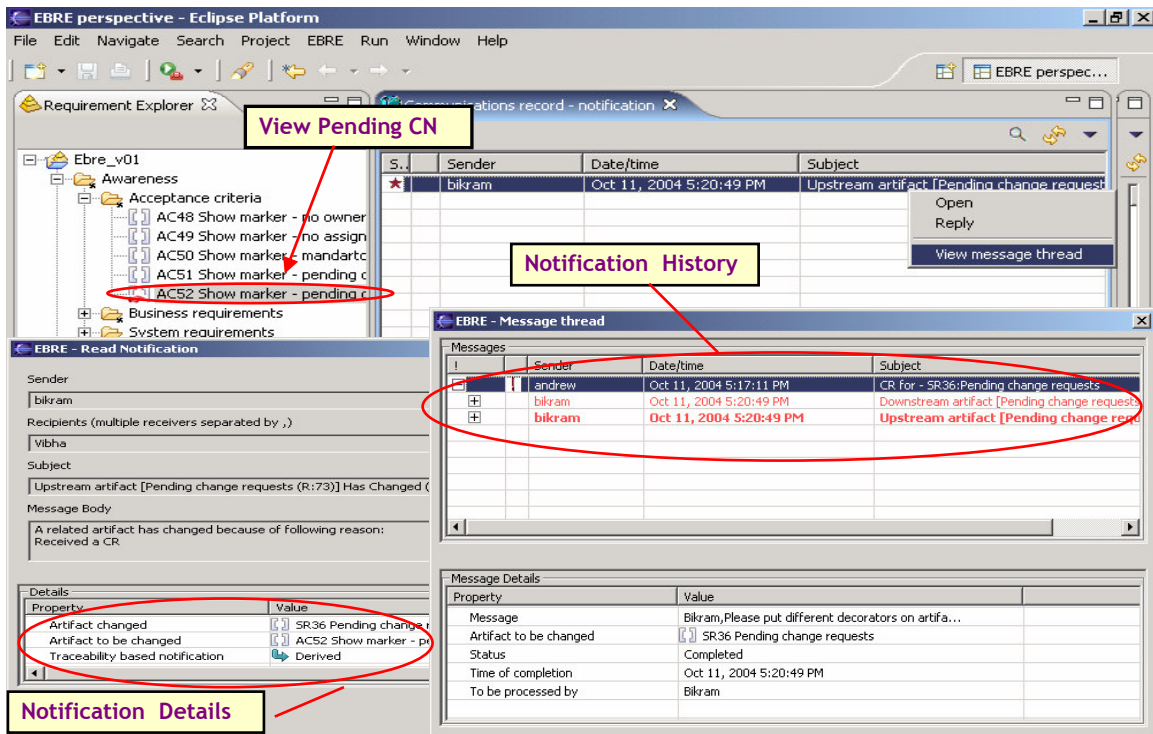 EBRE perspective - Eclipse Platform
File Edit Navigate Search Project EBRE Run Window Help
EBRE perspec...
Requirement Explorer
Communications record - notification
View Pending CN
Ebre_v01
Awareness
Acceptance criteria
AC48 Show marker - no owner
AC49 Show marker - no assign
AC50 Show marker - mandartc
AC51 Show marker - pending c
AC52 Show marker - pending c
Business requirements
System requirements
S.. Sender Date/time Subject
bikram Oct 11, 2004 5:20:49 PM Upstream artifact [Pending change request
Open
Reply
View message thread
Notification History
EBRE - Read Notification
Sender
bikram
Recipients (multiple receivers separated by ,)
Vibha
Subject
Upstream artifact [Pending change requests (R:73)] Has Changed (
Message Body
A related artifact has changed because of following reason:
Received a CR
Details
Property Value
Artifact changed SR36 Pending change r
Artifact to be changed AC52 Show marker - pe
Traceability based notification Derived
Notification Details
EBRE - Message thread
Messages
! Sender Date/time Subject
andrew Oct 11, 2004 5:17:11 PM CR for - SR36:Pending change requests
bikram Oct 11, 2004 5:20:49 PM Downstream artifact [Pending change requests
bikram Oct 11, 2004 5:20:49 PM Upstream artifact [Pending change requ
Message Details
Property Value
Message Bikram,Please put different decorators on artifa...
Artifact to be changed SR36 Pending change requests
Status Completed
Time of completion Oct 11, 2004 5:20:49 PM
To be processed by Bikram